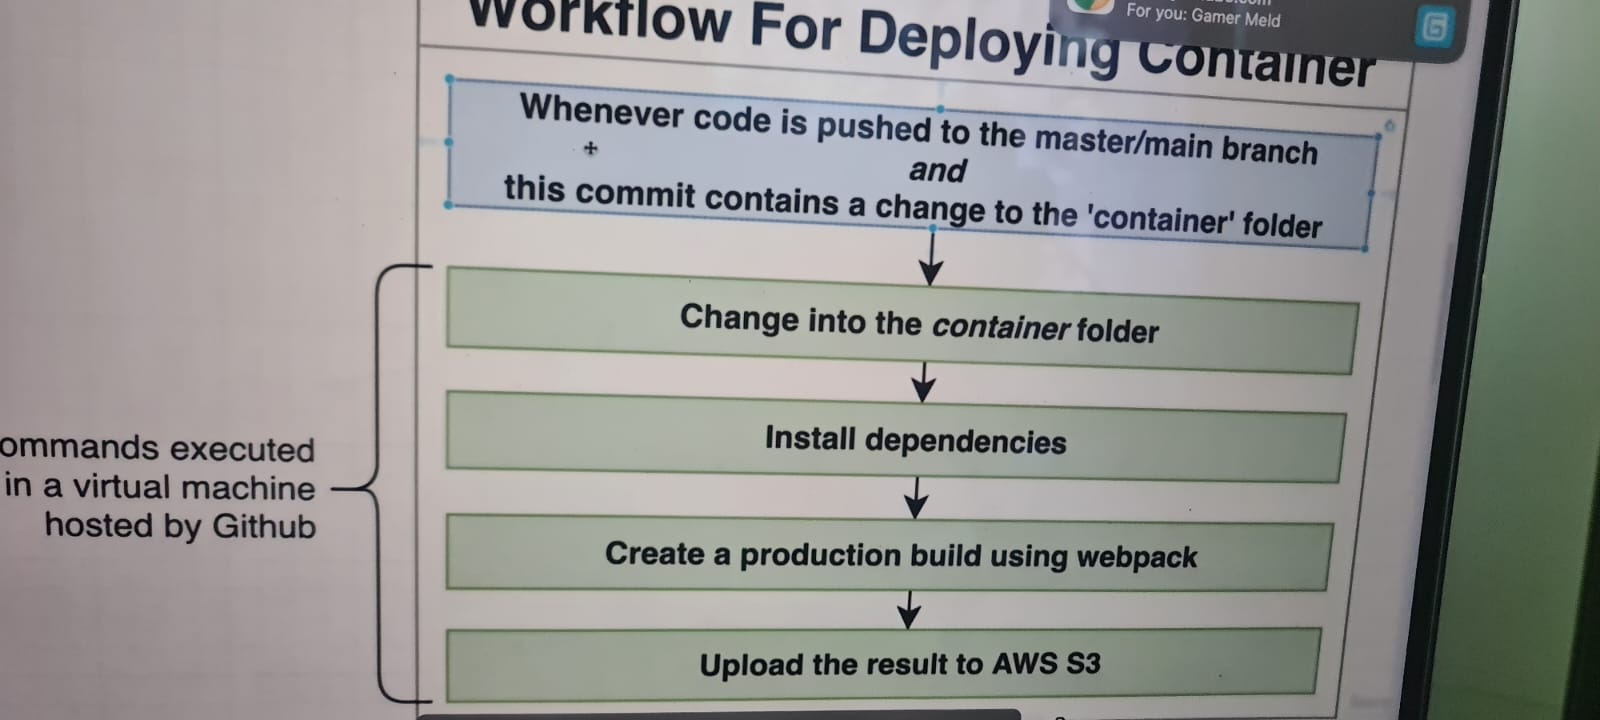 For you: Gamer Meld
Workflow For Deploying Container
Whenever code is pushed to the master/main branch
and
this commit contains a change to the 'container' folder
Change into the container folder
Install dependencies
ommands executed
in a virtual machine
hosted by Github
Create a production build using webpack
Upload the result to AWS S3